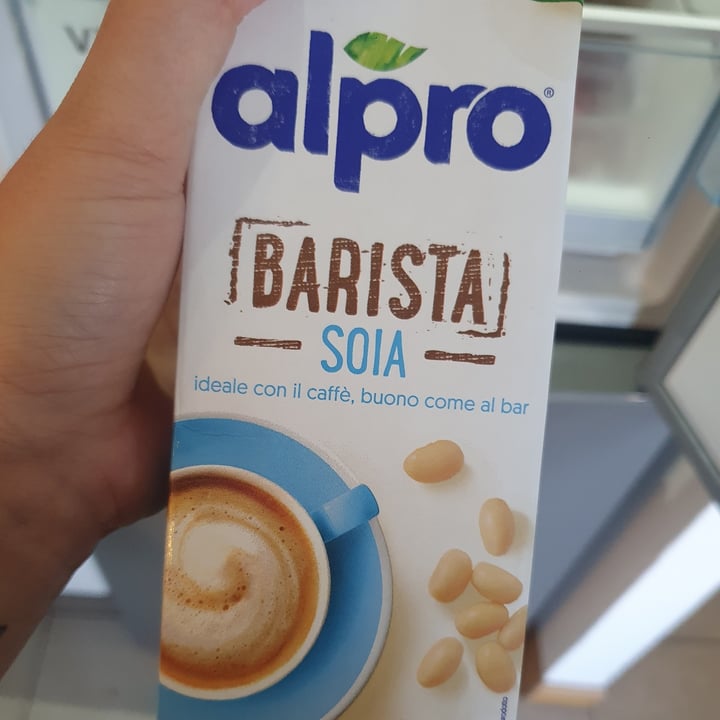 alpro®
BARISTA
SOIA
ideale con il caffè, buono come al bar